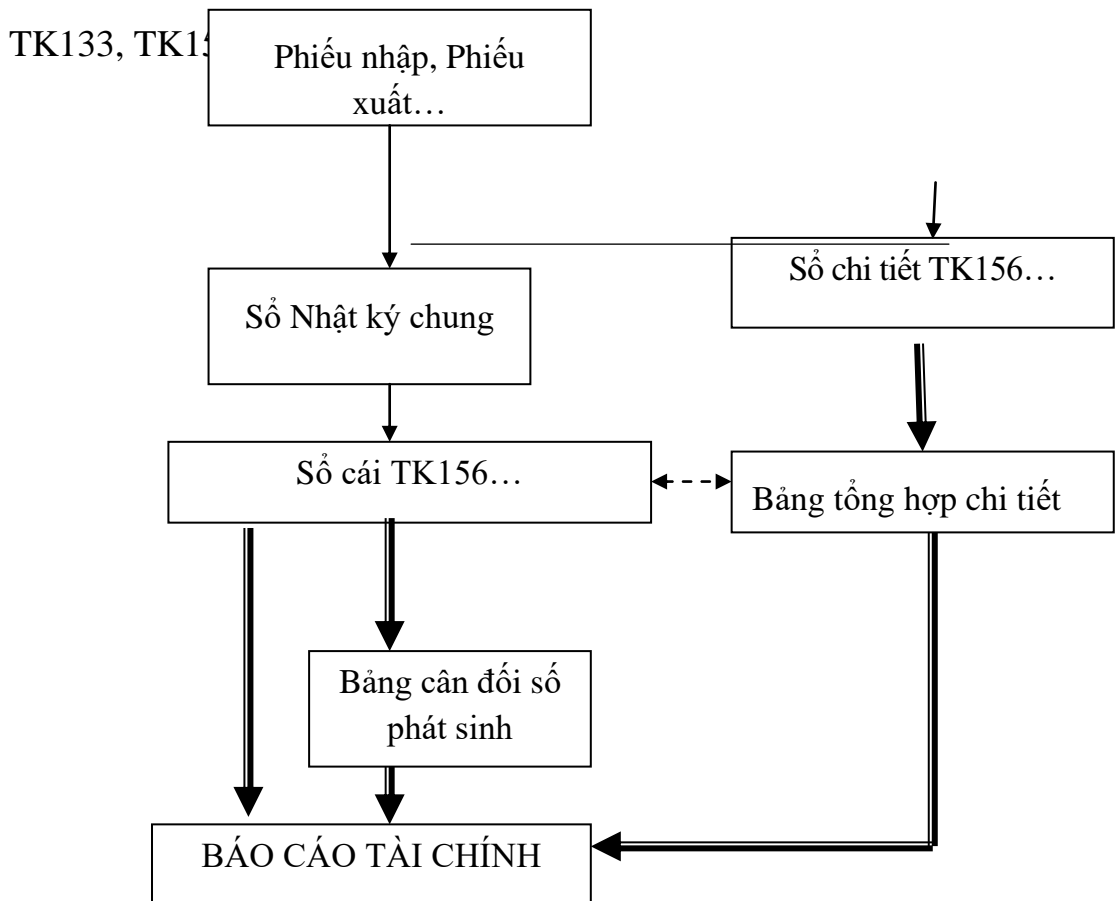 TK133, TK15
Phiếu nhập, Phiếu
xuất…
Sổ chi tiết TK156…
Sổ Nhật ký chung
Sổ cái TK156…
Bảng tổng hợp chi tiết
Bảng cân đối số
phát sinh
BÁO CÁO TÀI CHÍNH